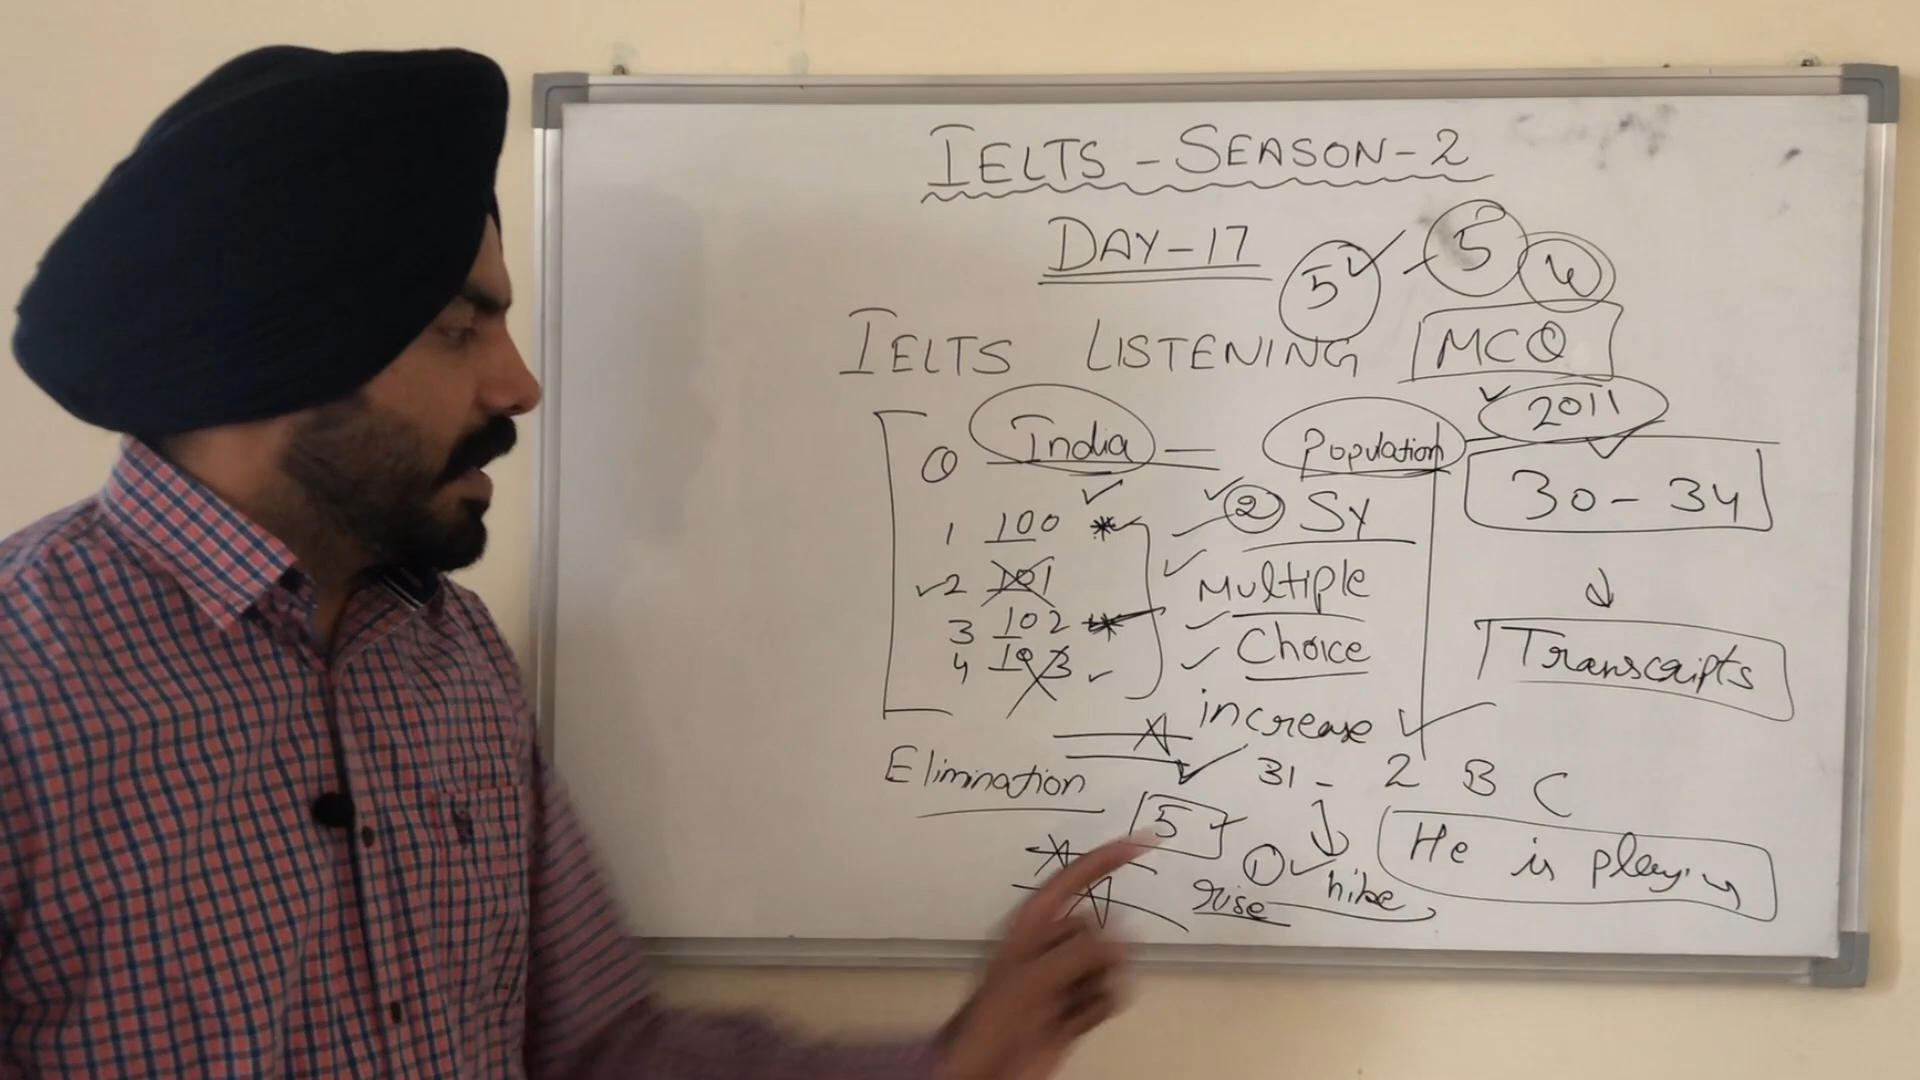 IELTS - SEASON - 2
DAY - 17
5 5
IELTS LISTENING MCQ
2011
Q India — Population
30 - 34
1 100
2 Sy
2 101
Multiple
3 102
Choice
4 103
Transcripts
increase
Elimination
31 - 2 B C
5
1
He is playing
rise hike